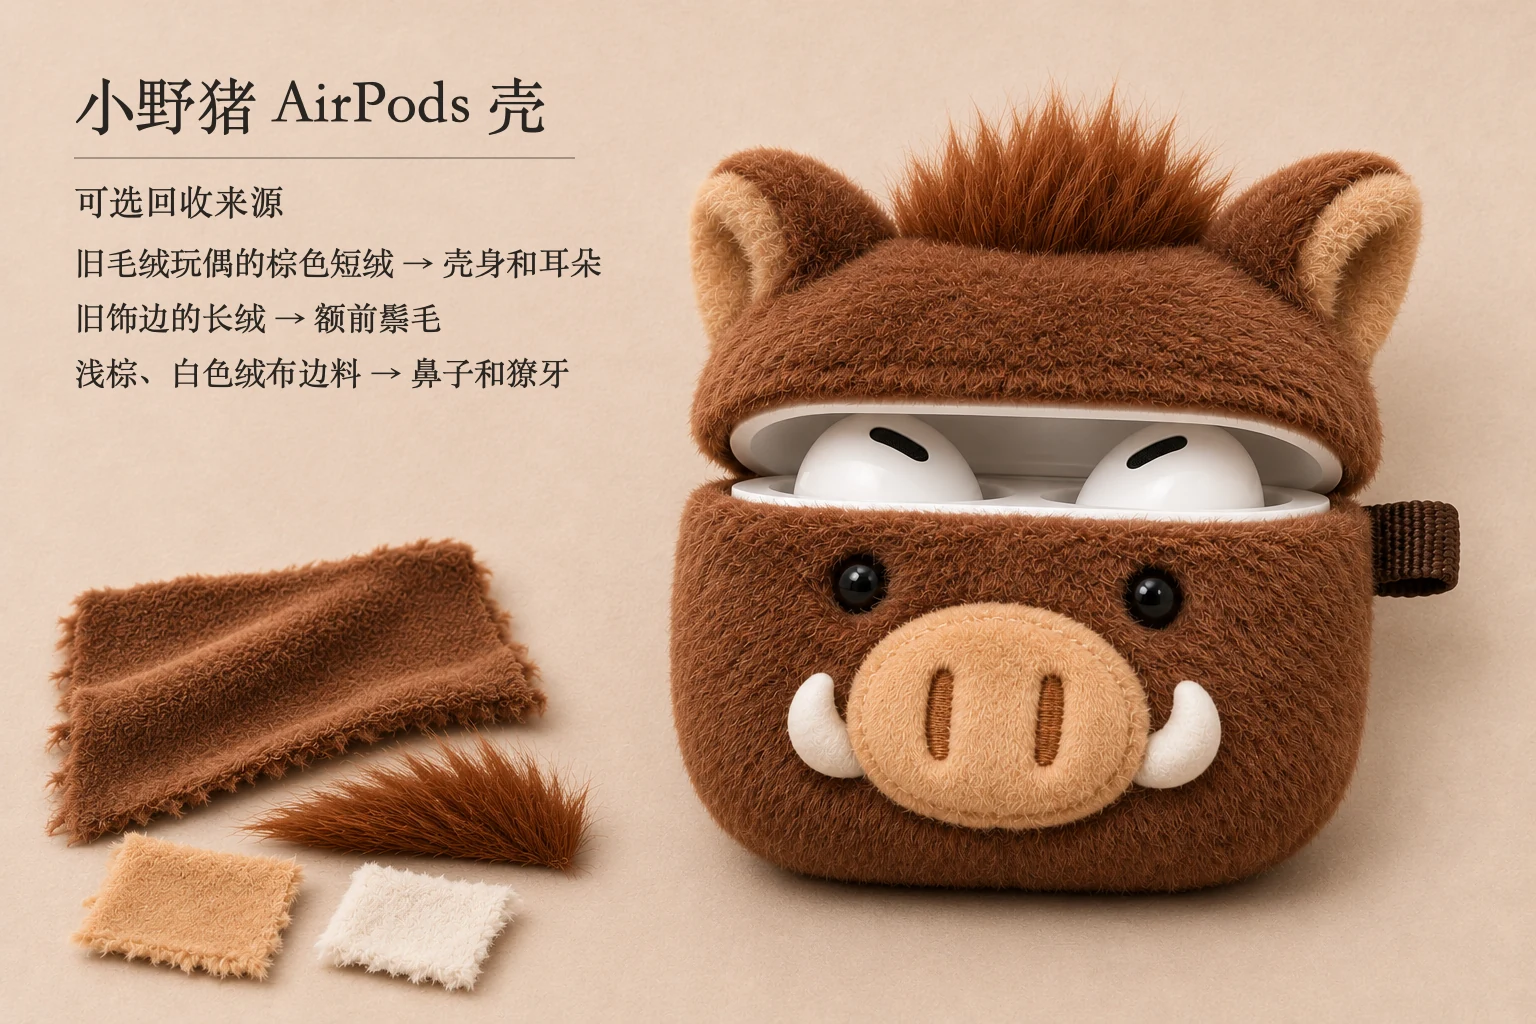 小野猪 AirPods 壳
可选回收来源
旧毛绒玩偶的棕色短绒 → 壳身和耳朵
旧饰边的长绒 → 额前鬃毛
浅棕、白色绒布边料 → 鼻子和獠牙